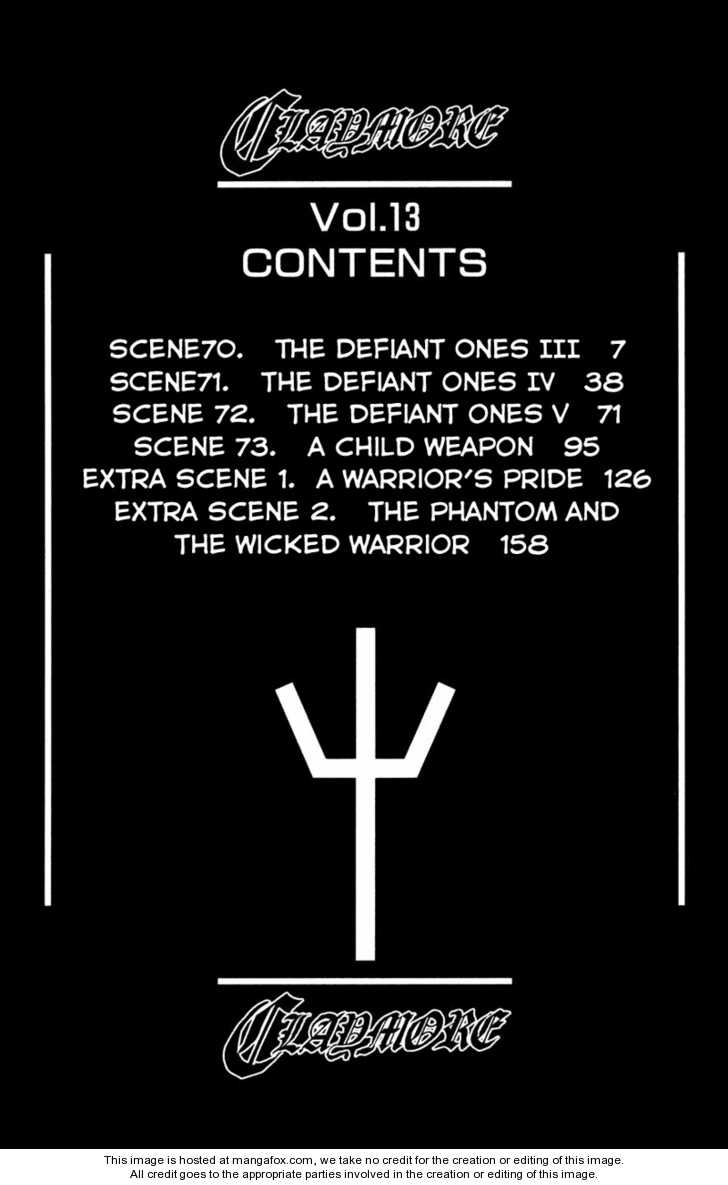 CLAYMORE
Vol.13
CONTENTS
SCENE70. THE DEFIANT ONES III 7
SCENE71. THE DEFIANT ONES IV 38
SCENE 72. THE DEFIANT ONES V 71
SCENE 73. A CHILD WEAPON 95
EXTRA SCENE 1. A WARRIOR'S PRIDE 126
EXTRA SCENE 2. THE PHANTOM AND
THE WICKED WARRIOR 158
CLAYMORE
This image is hosted at mangafox.com, we take no credit for the creation or editing of this image.
All credit goes to the appropriate parties involved in the creation or editing of this image.